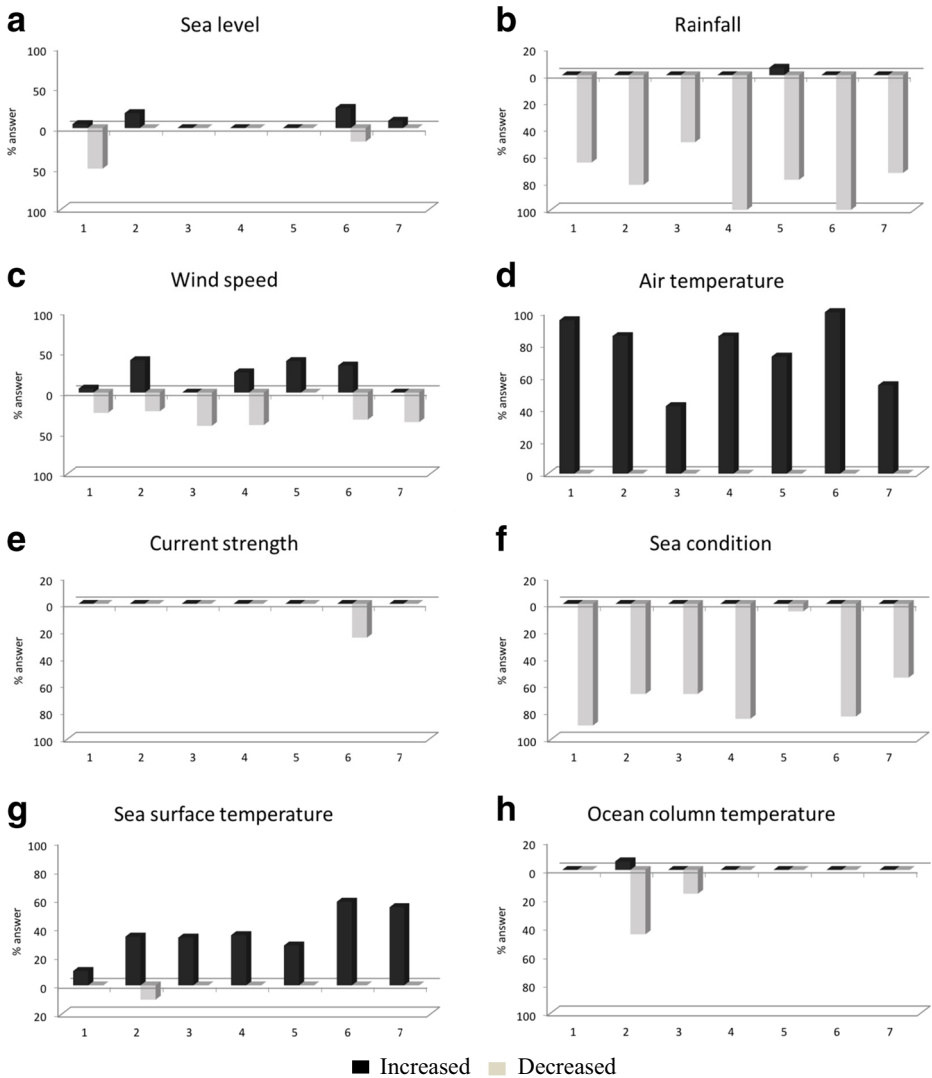 a
Sea level
100
50
0
50
100
% answer
1 2 3 4 5 6 7
b
Rainfall
20
0
20
40
60
80
100
% answer
1 2 3 4 5 6 7
c
Wind speed
100
50
0
50
100
% answer
1 2 3 4 5 6 7
d
Air temperature
100
80
60
40
20
0
% answer
1 2 3 4 5 6 7
e
Current strength
20
0
20
40
60
80
100
% answer
1 2 3 4 5 6 7
f
Sea condition
20
0
20
40
60
80
100
% answer
1 2 3 4 5 6 7
g
Sea surface temperature
100
80
60
40
20
0
20
% answer
1 2 3 4 5 6 7
h
Ocean column temperature
20
0
20
40
60
80
100
% answer
1 2 3 4 5 6 7
Increased Decreased